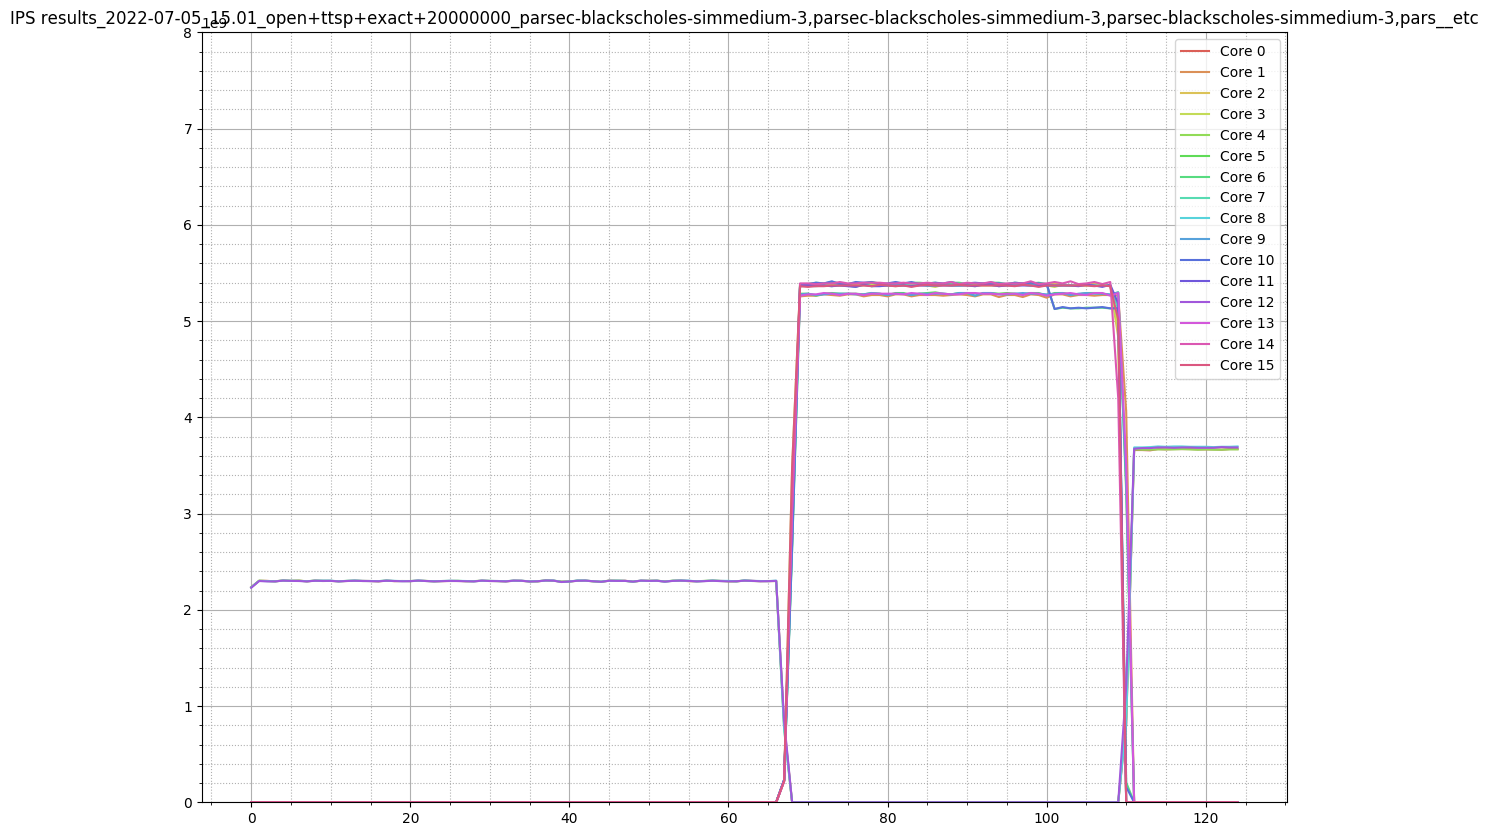 IPS results_2022-07-05_15.01_open+ttsp+exact+20000000_parsec-blackscholes-simmedium-3,parsec-blackscholes-simmedium-3,parsec-blackscholes-simmedium-3,pars__etc
1e9
8
7
6
5
4
3
2
1
0
0 20 40 60 80 100 120
Core 0
Core 1
Core 2
Core 3
Core 4
Core 5
Core 6
Core 7
Core 8
Core 9
Core 10
Core 11
Core 12
Core 13
Core 14
Core 15